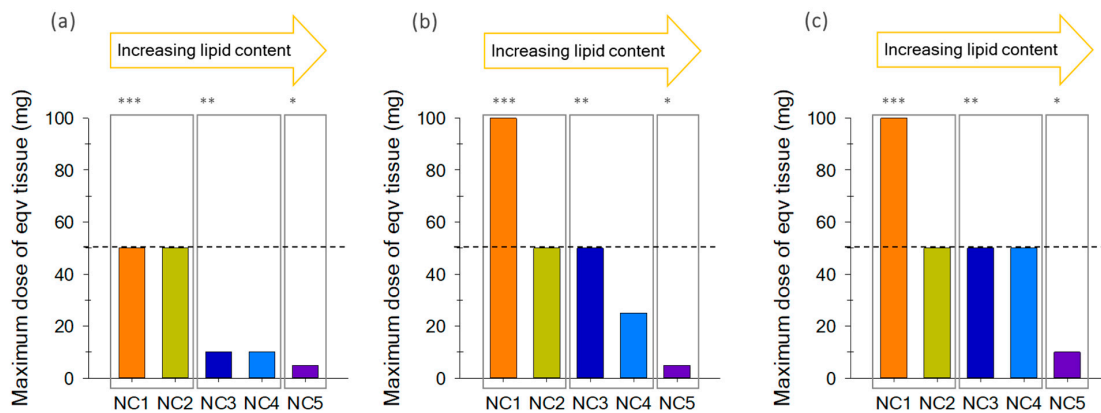 (a)
Increasing lipid content
*** ** *
Maximum dose of eqv tissue (mg)
100
80
60
40
20
0
NC1 NC2 NC3 NC4 NC5
(b)
Increasing lipid content
*** ** *
Maximum dose of eqv tissue (mg)
100
80
60
40
20
0
NC1 NC2 NC3 NC4 NC5
(c)
Increasing lipid content
*** ** *
Maximum dose of eqv tissue (mg)
100
80
60
40
20
0
NC1 NC2 NC3 NC4 NC5